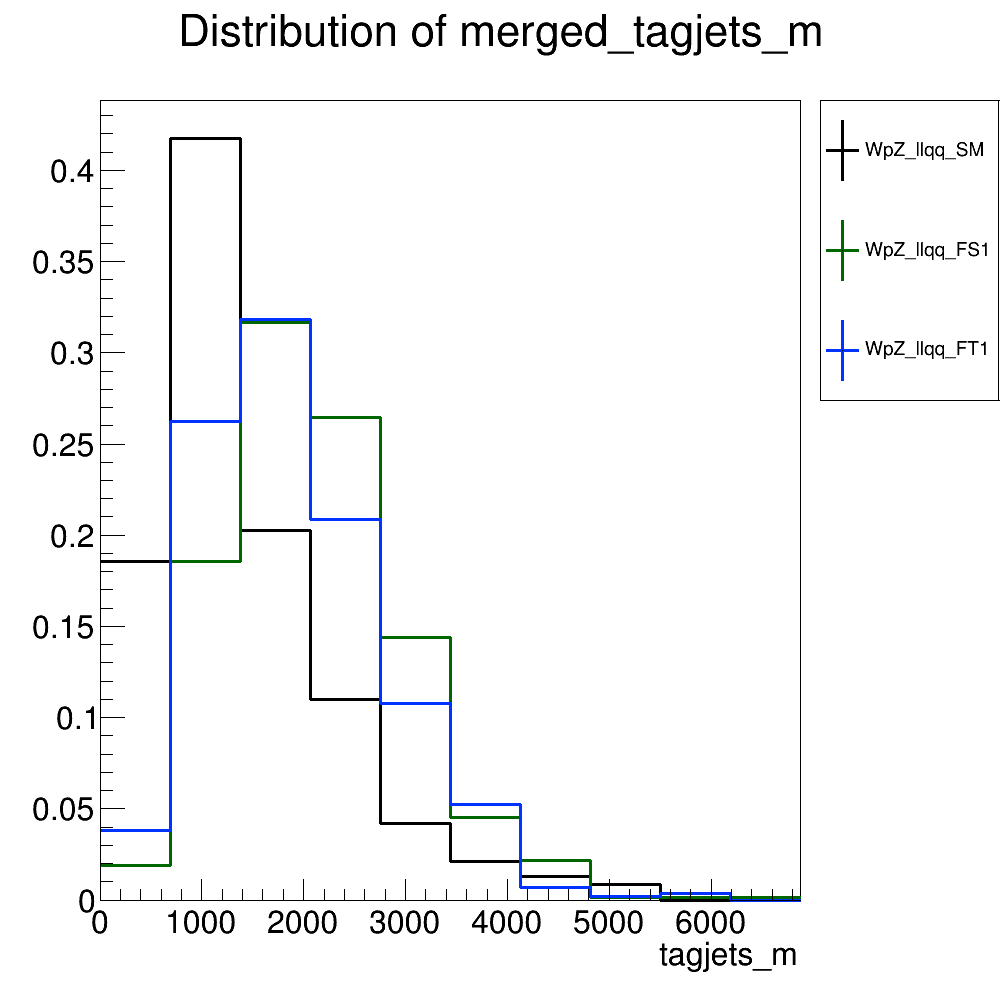 Distribution of merged_tagjets_m
WpZ_llqq_SM
WpZ_llqq_FS1
WpZ_llqq_FT1
0.4
0.35
0.3
0.25
0.2
0.15
0.1
0.05
0
0 1000 2000 3000 4000 5000 6000
tagjets_m